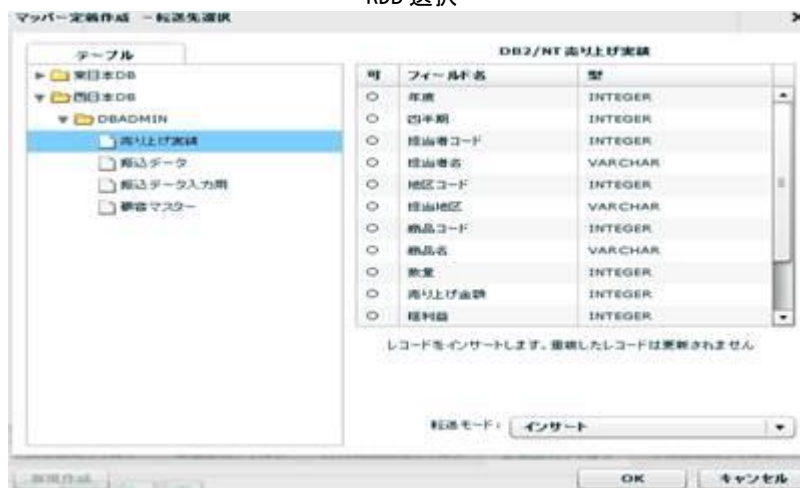 RDB 選択
マッパー定義作成 －転送先選択
テーブル
東日本DB
西日本DB
DBADMIN
売り上げ実績
振込データ
振込データ入力用
顧客マスター
DB2/NT 売り上げ実績
可 フィールド名 型
○ 年度 INTEGER
○ 四半期 INTEGER
○ 担当者コード INTEGER
○ 担当者名 VARCHAR
○ 地区コード INTEGER
○ 担当地区 VARCHAR
○ 商品コード INTEGER
○ 商品名 VARCHAR
○ 数量 INTEGER
○ 売り上げ金額 INTEGER
○ 粗利益 INTEGER
レコードをインサートします。重複したレコードは更新されません
転送モード： インサート
新規作成
OK キャンセル